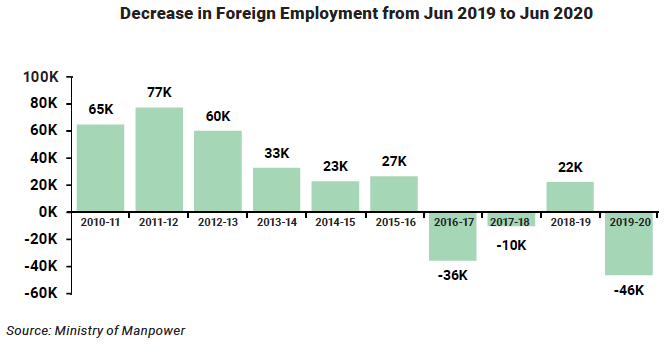 Decrease in Foreign Employment from Jun 2019 to Jun 2020
100K
80K
60K
40K
20K
0K
-20K
-40K
-60K
65K
77K
60K
33K
23K
27K
-36K
-10K
22K
-46K
2010-11
2011-12
2012-13
2013-14
2014-15
2015-16
2016-17
2017-18
2018-19
2019-20
Source: Ministry of Manpower